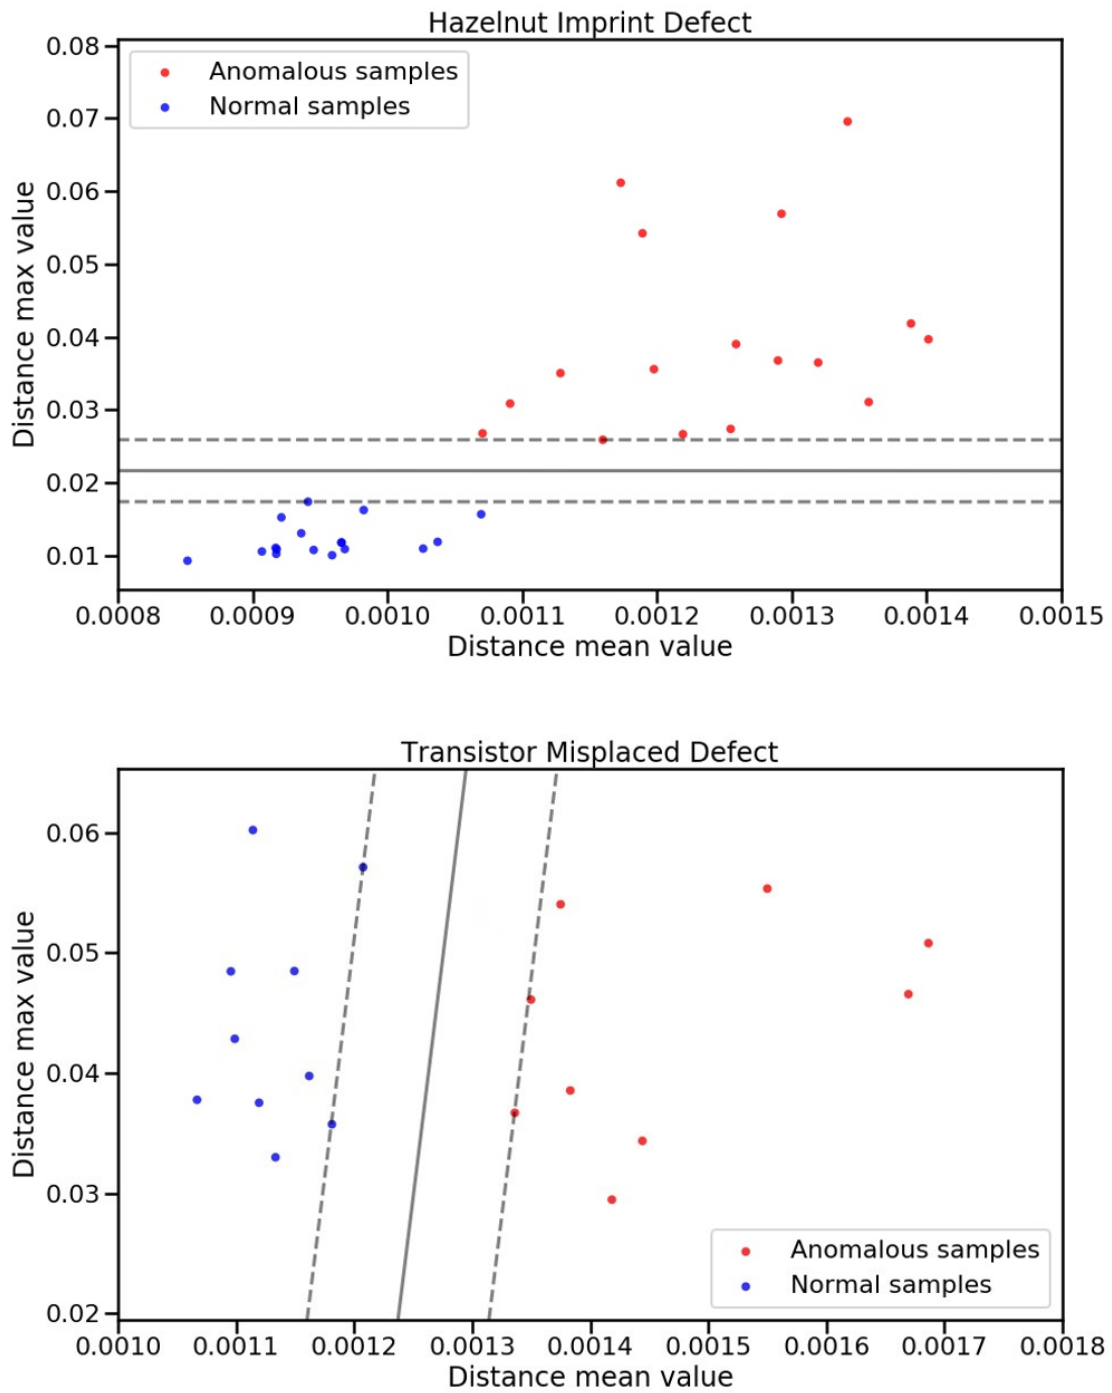 Hazelnut Imprint Defect
0.08
Anomalous samples
Normal samples
0.07
0.06
0.05
0.04
0.03
0.02
0.01
Distance max value
0.0008 0.0009 0.0010 0.0011 0.0012 0.0013 0.0014 0.0015
Distance mean value
Transistor Misplaced Defect
0.06
0.05
0.04
0.03
0.02
Distance max value
Anomalous samples
Normal samples
0.0010 0.0011 0.0012 0.0013 0.0014 0.0015 0.0016 0.0017 0.0018
Distance mean value